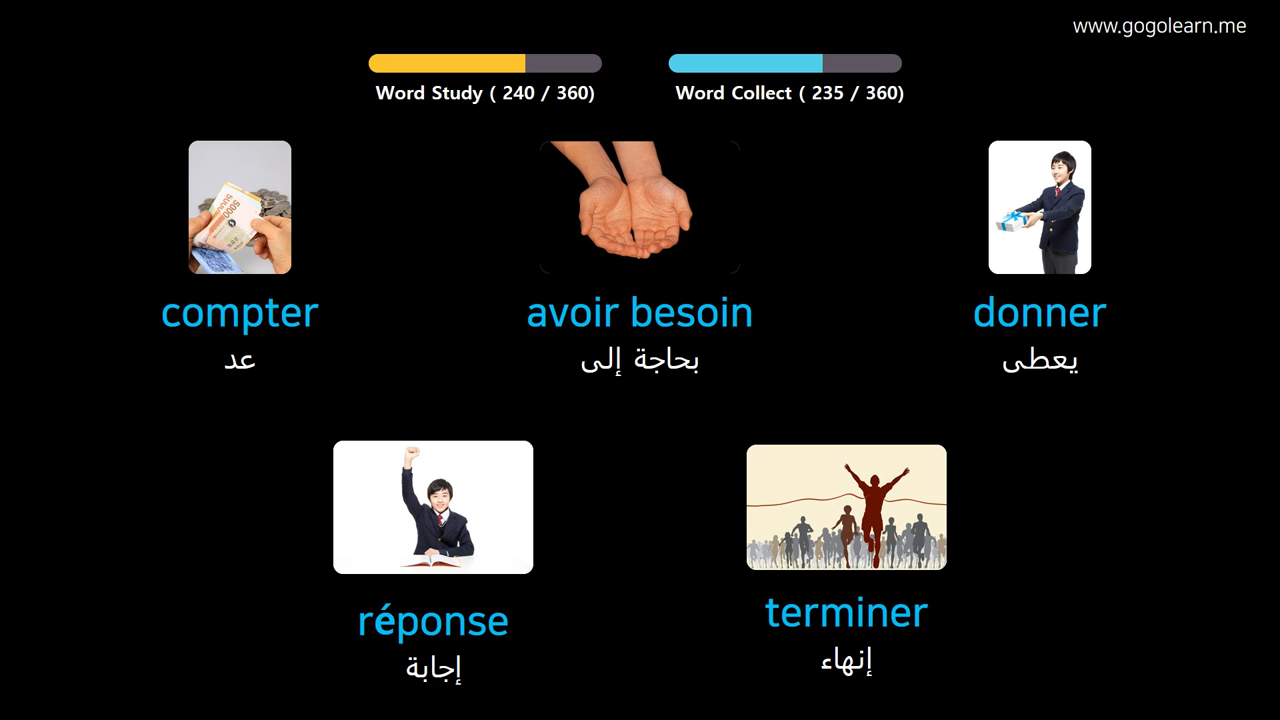 www.gogolearn.me
Word Study ( 240 / 360)
Word Collect ( 235 / 360)
compter
عد
avoir besoin
بحاجة إلى
donner
يعطى
réponse
إجابة
terminer
إنهاء